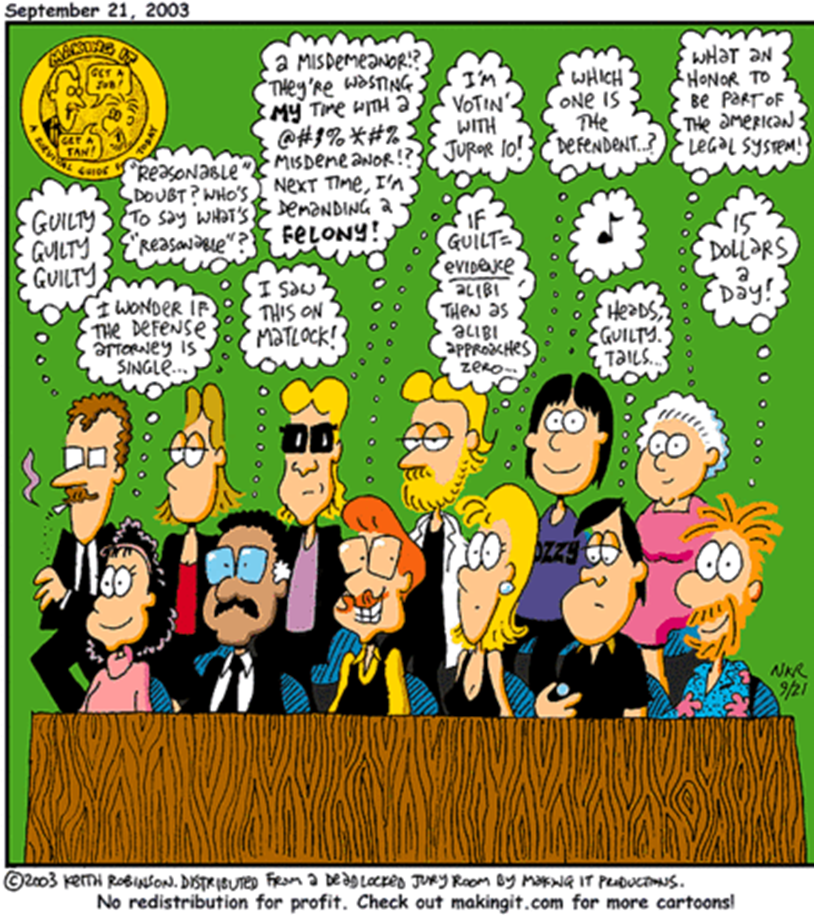 September 21, 2003
MAKING IT
GET A
JOB!
GET A
TAN!
A SURVIVAL GUIDE
TODAY
GUILTY
GUILTY
GUILTY
"REASONABLE"
DOUBT? WHO'S
TO SAY WHAT'S
"REASONABLE"?
A MISDEMEANOR!?
THEY'RE WASTING
MY TIME WITH A
@#$%*#%
MISDEMEANOR!?
NEXT TIME, I'M
DEMANDING A
FELONY!
I'M
VOTIN'
WITH
JUROR 10!
WHICH
ONE IS
THE
DEFENDENT...?
WHAT AN
HONOR TO
BE PART OF
THE AMERICAN
LEGAL SYSTEM!
I WONDER IF
THE DEFENSE
ATTORNEY IS
SINGLE...
I SAW
THIS ON
MATLOCK!
IF
GUILT=
EVIDENCE
ALIBI ,
THEN AS
ALIBI
APPROACHES
ZERO...
HEADS,
GUILTY.
TAILS...
15
DOLLARS
A
DAY!
OZZY
NKR
9/21
©2003 KEITH ROBINSON. DISTRIBUTED FROM A DEADLOCKED JURY ROOM BY MAKING IT PRODUCTIONS.
No redistribution for profit. Check out makingit.com for more cartoons!